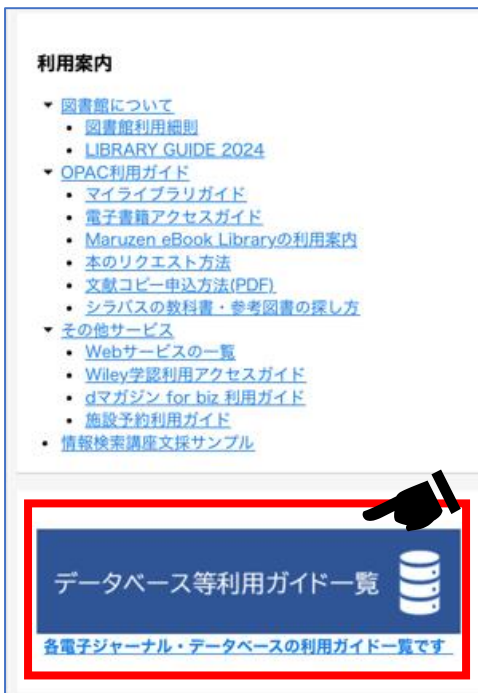 利用案内
図書館について
図書館利用細則
LIBRARY GUIDE 2024
OPAC利用ガイド
マイライブラリガイド
電子書籍アクセスガイド
Maruzen eBook Libraryの利用案内
本のリクエスト方法
文献コピー申込方法(PDF)
シラバスの教科書・参考図書の探し方
その他サービス
Webサービスの一覧
Wiley学認利用アクセスガイド
dマガジン for biz 利用ガイド
施設予約利用ガイド
情報検索講座文採サンプル
データベース等利用ガイド一覧
各電子ジャーナル・データベースの利用ガイド一覧です